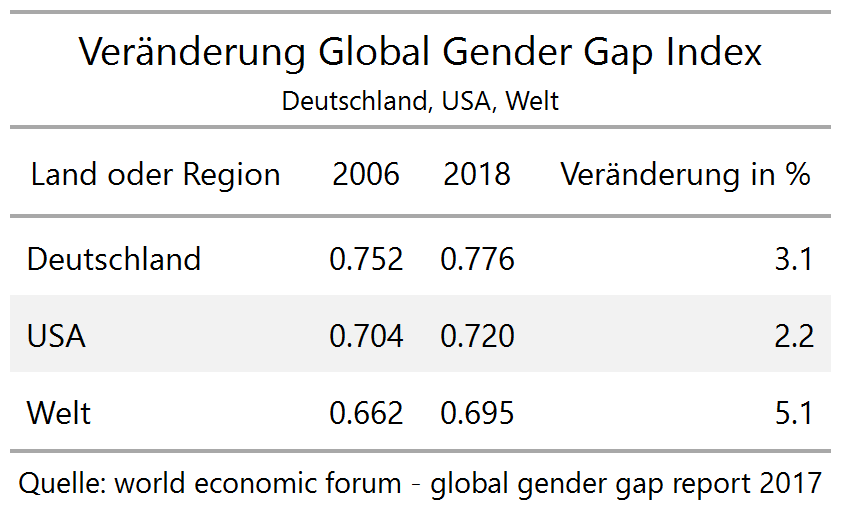 Veränderung Global Gender Gap Index
Deutschland, USA, Welt
Land oder Region 2006 2018 Veränderung in %
Deutschland 0.752 0.776 3.1
USA 0.704 0.720 2.2
Welt 0.662 0.695 5.1
Quelle: world economic forum - global gender gap report 2017